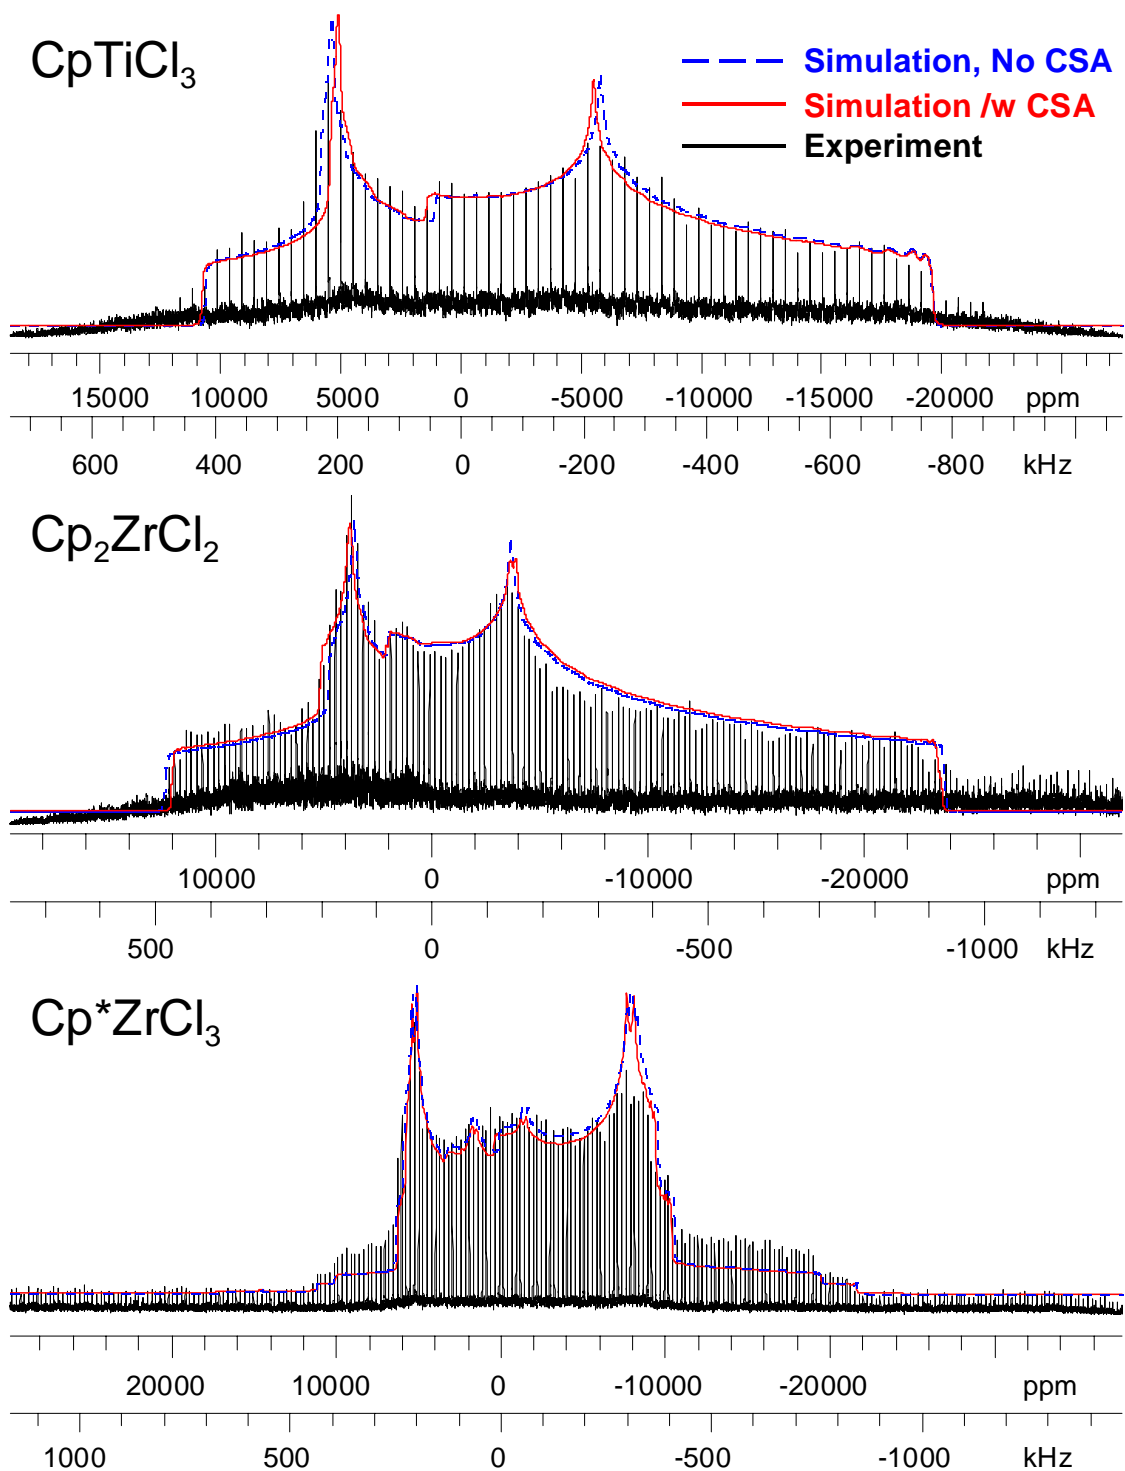 CpTiCl₃
Simulation, No CSA
Simulation /w CSA
Experiment
15000 10000 5000 0 -5000 -10000 -15000 -20000 ppm
600 400 200 0 -200 -400 -600 -800 kHz
Cp₂ZrCl₂
10000 0 -10000 -20000 ppm
500 0 -500 -1000 kHz
Cp*ZrCl₃
20000 10000 0 -10000 -20000 ppm
1000 500 0 -500 -1000 kHz